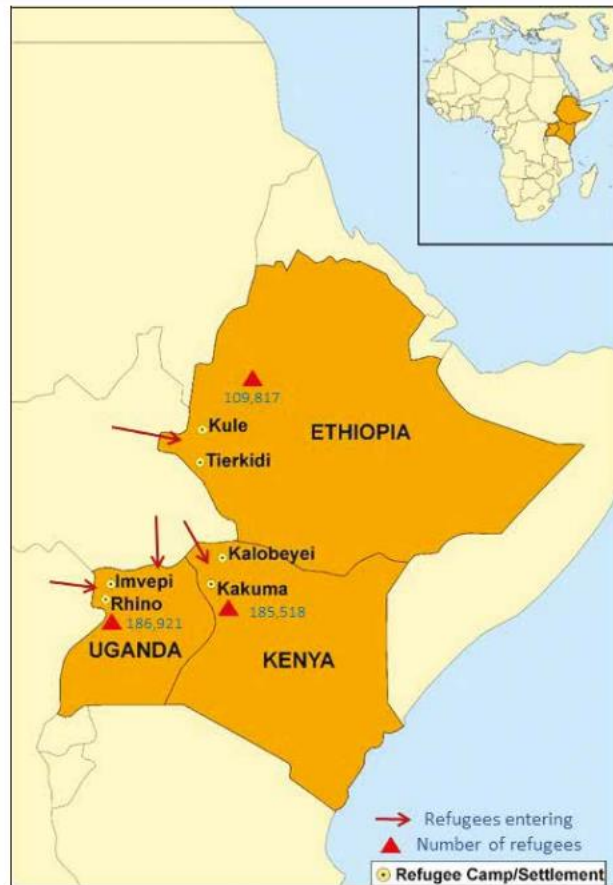 109,817
Kule
ETHIOPIA
Tierkidi
Kalobeyei
Imvepi
Kakuma
Rhino
186,921
185,518
UGANDA
KENYA
Refugees entering
Number of refugees
Refugee Camp/Settlement